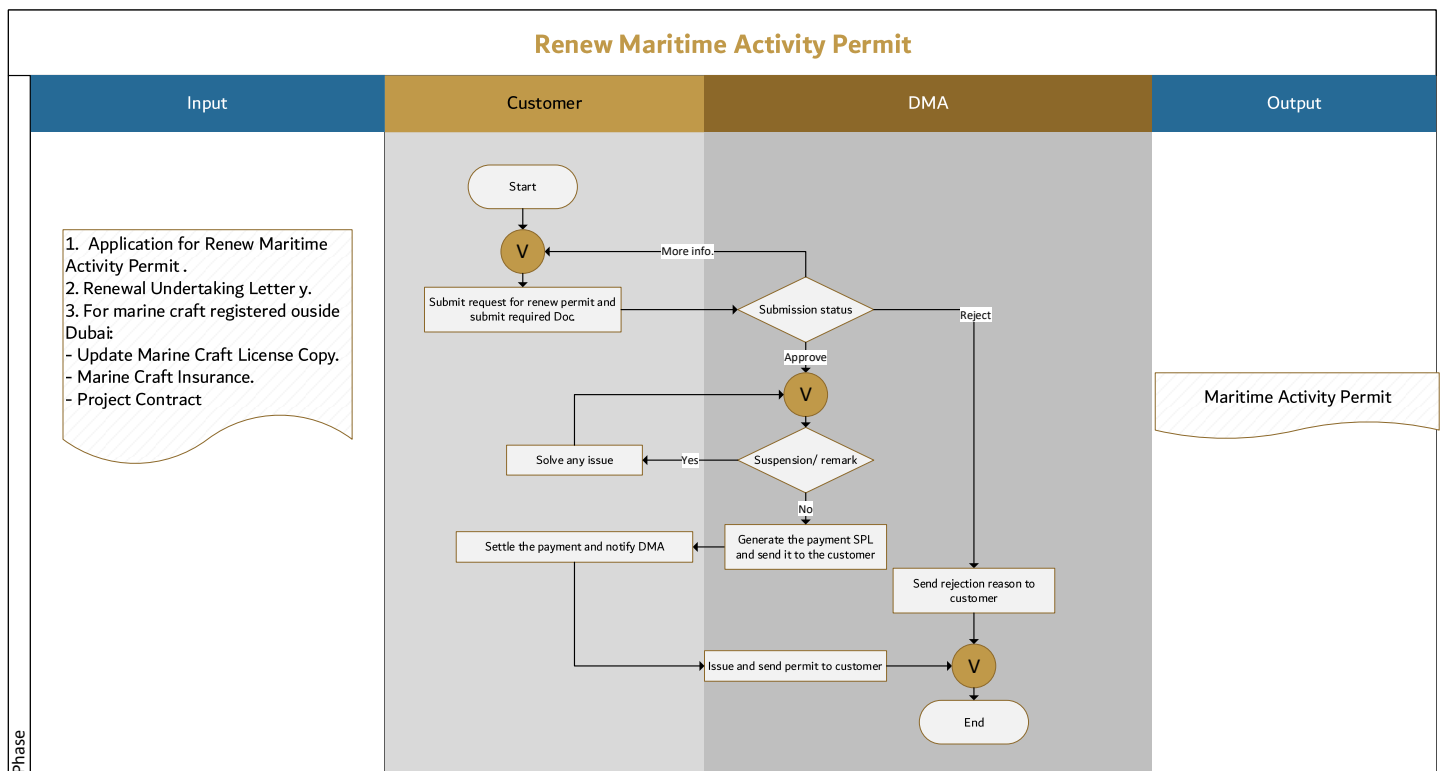 Renew Maritime Activity Permit
Input
Customer
DMA
Output
Phase
1.  Application for Renew Maritime
Activity Permit .
2. Renewal Undertaking Letter y.
3. For marine craft registered ouside
Dubai:
- Update Marine Craft License Copy.
- Marine Craft Insurance.
- Project Contract
Start
V
More info.
Submit request for renew permit and
submit required Doc.
Submission status
Reject
Approve
V
Solve any issue
Yes
Suspension/ remark
No
Settle the payment and notify DMA
Generate the payment SPL
and send it to the customer
Send rejection reason to
customer
Issue and send permit to customer
V
End
Maritime Activity Permit